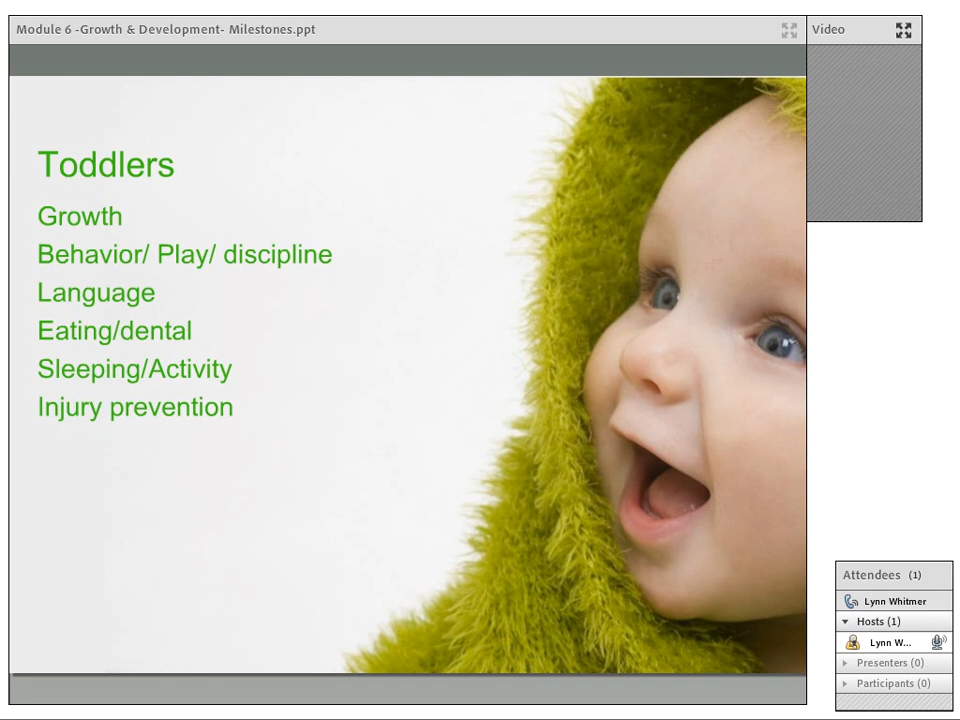 Module 6 -Growth & Development- Milestones.ppt
Video
Toddlers
Growth
Behavior/ Play/ discipline
Language
Eating/dental
Sleeping/Activity
Injury prevention
Attendees (1)
Lynn Whitmer
Hosts (1)
Lynn W...
Presenters (0)
Participants (0)